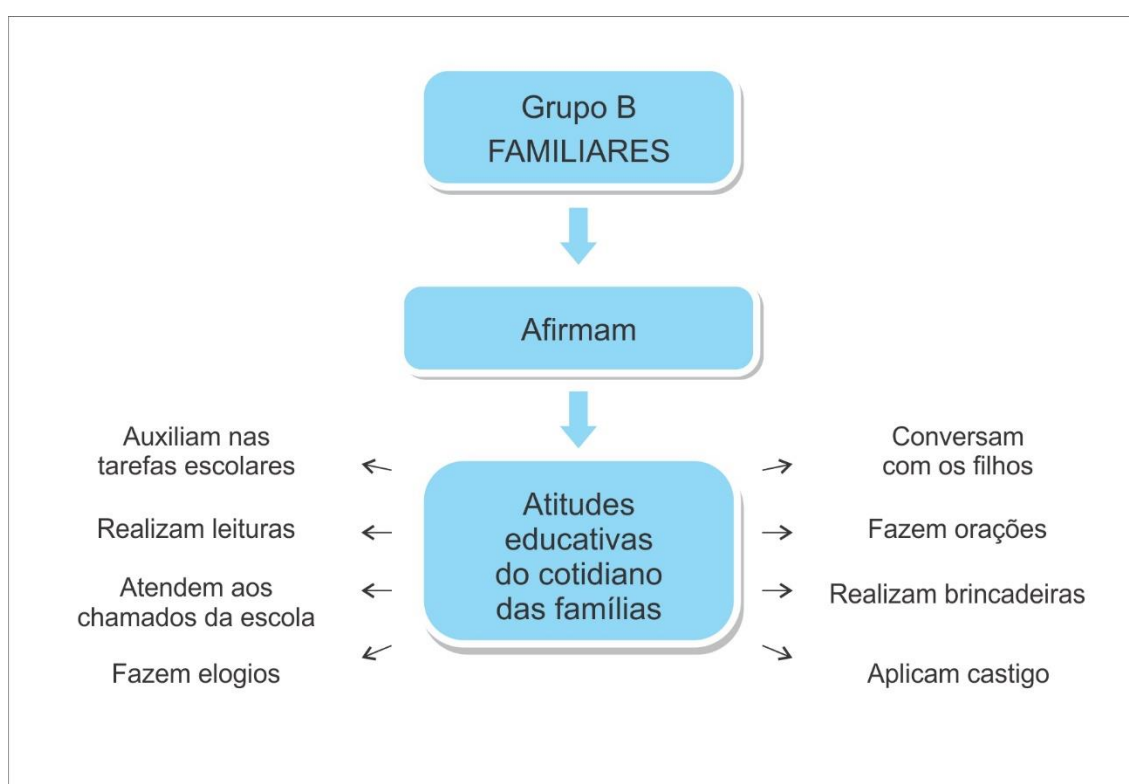 Grupo B
FAMILIARES
Afirmam
Atitudes
educativas
do cotidiano
das famílias
Auxiliam nas
tarefas escolares
Realizam leituras
Atendem aos
chamados da escola
Fazem elogios
Conversam
com os filhos
Fazem orações
Realizam brincadeiras
Aplicam castigo